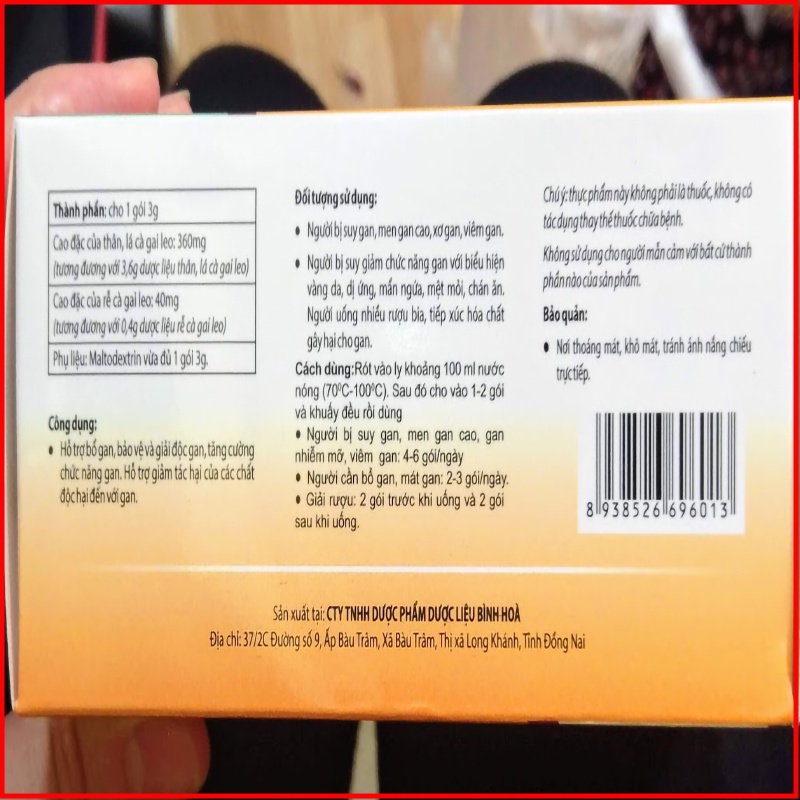 Thành phần: cho 1 gói 3g
Cao đặc của thân, lá cà gai leo: 360mg
(tương đương với 3,6g dược liệu thân, lá cà gai leo)
Cao đặc của rễ cà gai leo: 40mg
(tương đương với 0,4g dược liệu rễ cà gai leo)
Phụ liệu: Maltodextrin vừa đủ 1 gói 3g.
Công dụng:
• Hỗ trợ bổ gan, bảo vệ và giải độc gan, tăng cường
chức năng gan. Hỗ trợ giảm tác hại của các chất
độc hại đến với gan.
Đối tượng sử dụng:
• Người bị suy gan, men gan cao, xơ gan, viêm gan.
• Người bị suy giảm chức năng gan với biểu hiện
vàng da, dị ứng, mẩn ngứa, mệt mỏi, chán ăn.
Người uống nhiều rượu bia, tiếp xúc hóa chất
gây hại cho gan.
Cách dùng:Rót vào ly khoảng 100 ml nước
nóng (70⁰C-100⁰C). Sau đó cho vào 1-2 gói
và khuấy đều rồi dùng
• Người bị suy gan, men gan cao, gan
nhiễm mỡ, viêm gan: 4-6 gói/ngày
• Người cần bổ gan, mát gan: 2-3 gói/ngày.
• Giải rượu: 2 gói trước khi uống và 2 gói
sau khi uống.
Chú ý: thực phẩm này không phải là thuốc, không có
tác dụng thay thế thuốc chữa bệnh.
Không sử dụng cho người mẫn cảm với bất cứ thành
phần nào của sản phẩm.
Bảo quản:
• Nơi thoáng mát, khô mát, tránh ánh nắng chiếu
trực tiếp.
8 938526 696013
Sản xuất tại: CTY TNHH DƯỢC PHẨM DƯỢC LIỆU BÌNH HOÀ
Địa chỉ: 37/2C Đường số 9, Ấp Bàu Trâm, Xã Bàu Trâm, Thị xã Long Khánh, Tỉnh Đồng Nai